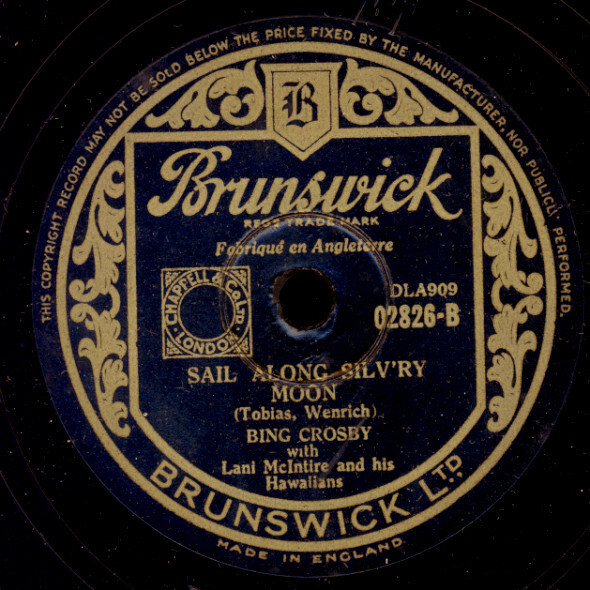 THIS COPYRIGHT RECORD MAY NOT BE SOLD BELOW THE PRICE FIXED BY THE MANUFACTURER, NOR PUBLICLY PERFORMED.
B
Brunswick
REGD TRADE MARK
Fabriqué en Angleterre
CHAPPELL & CO. LTD.
LONDON
DLA909
02826-B
SAIL ALONG SILV'RY
MOON
(Tobias, Wenrich)
BING CROSBY
with
Lani McIntire and his
Hawaiians
BRUNSWICK LTD.
MADE IN ENGLAND